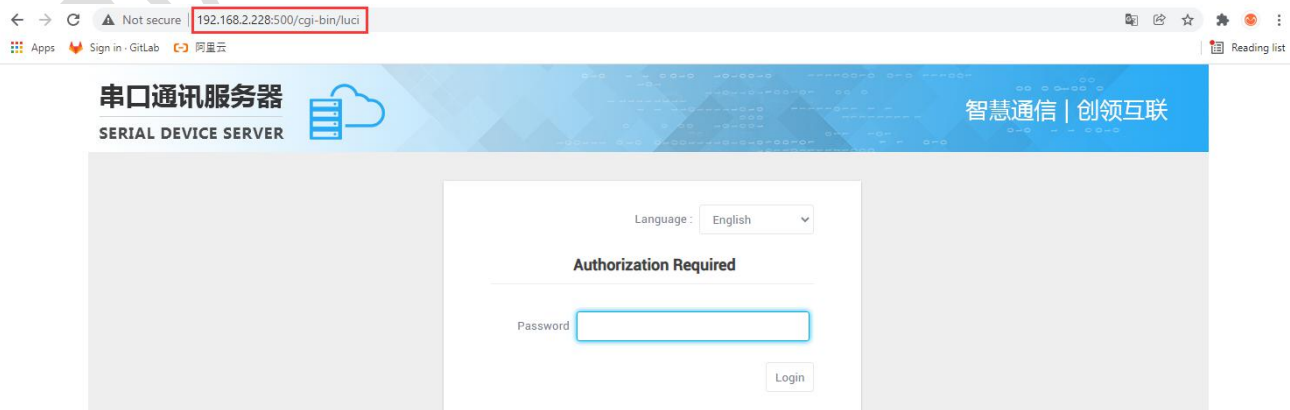 Not secure | 192.168.2.228:500/cgi-bin/luci
Apps Sign in · GitLab 阿里云 Reading list
串口通讯服务器
SERIAL DEVICE SERVER
智慧通信 | 创领互联
Language : English
Authorization Required
Password
Login